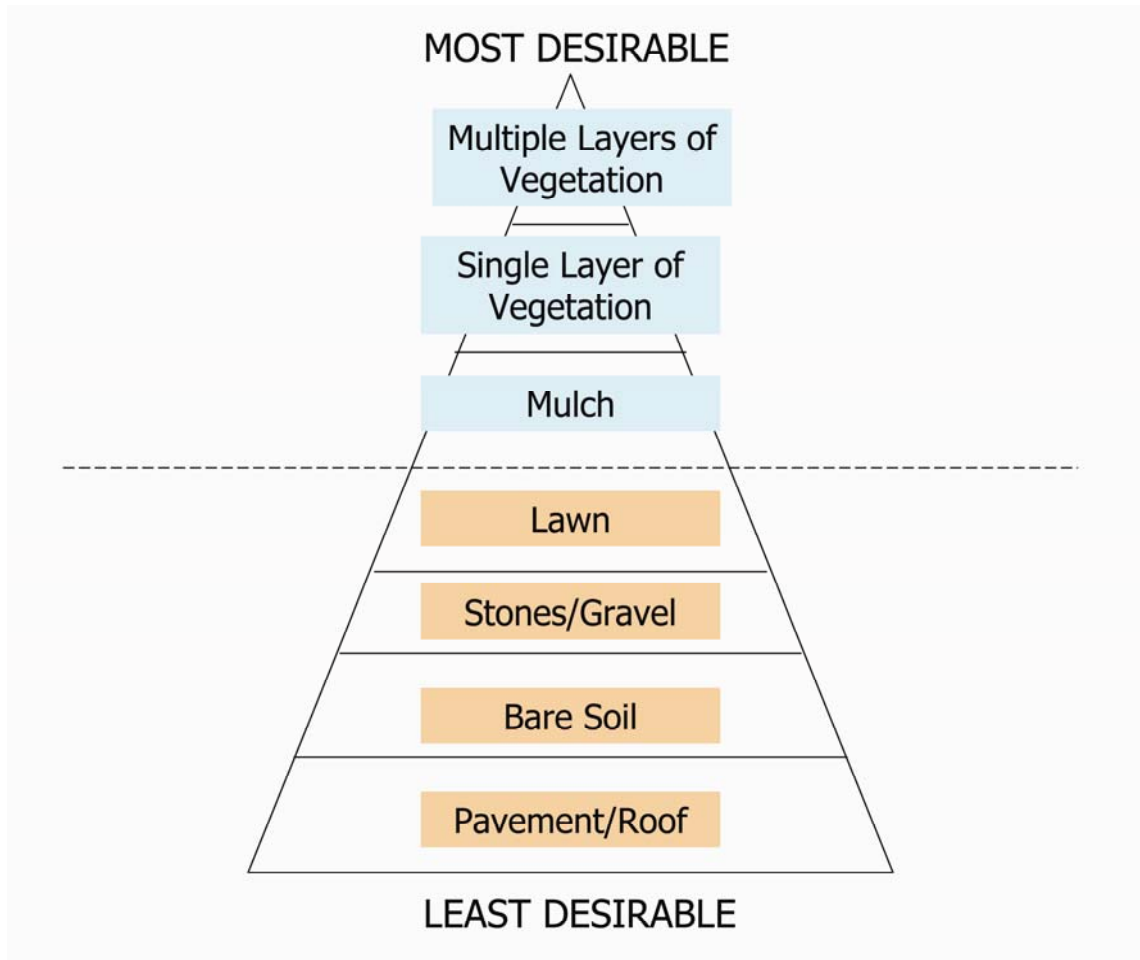 MOST DESIRABLE
Multiple Layers of
Vegetation
Single Layer of
Vegetation
Mulch
Lawn
Stones/Gravel
Bare Soil
Pavement/Roof
LEAST DESIRABLE